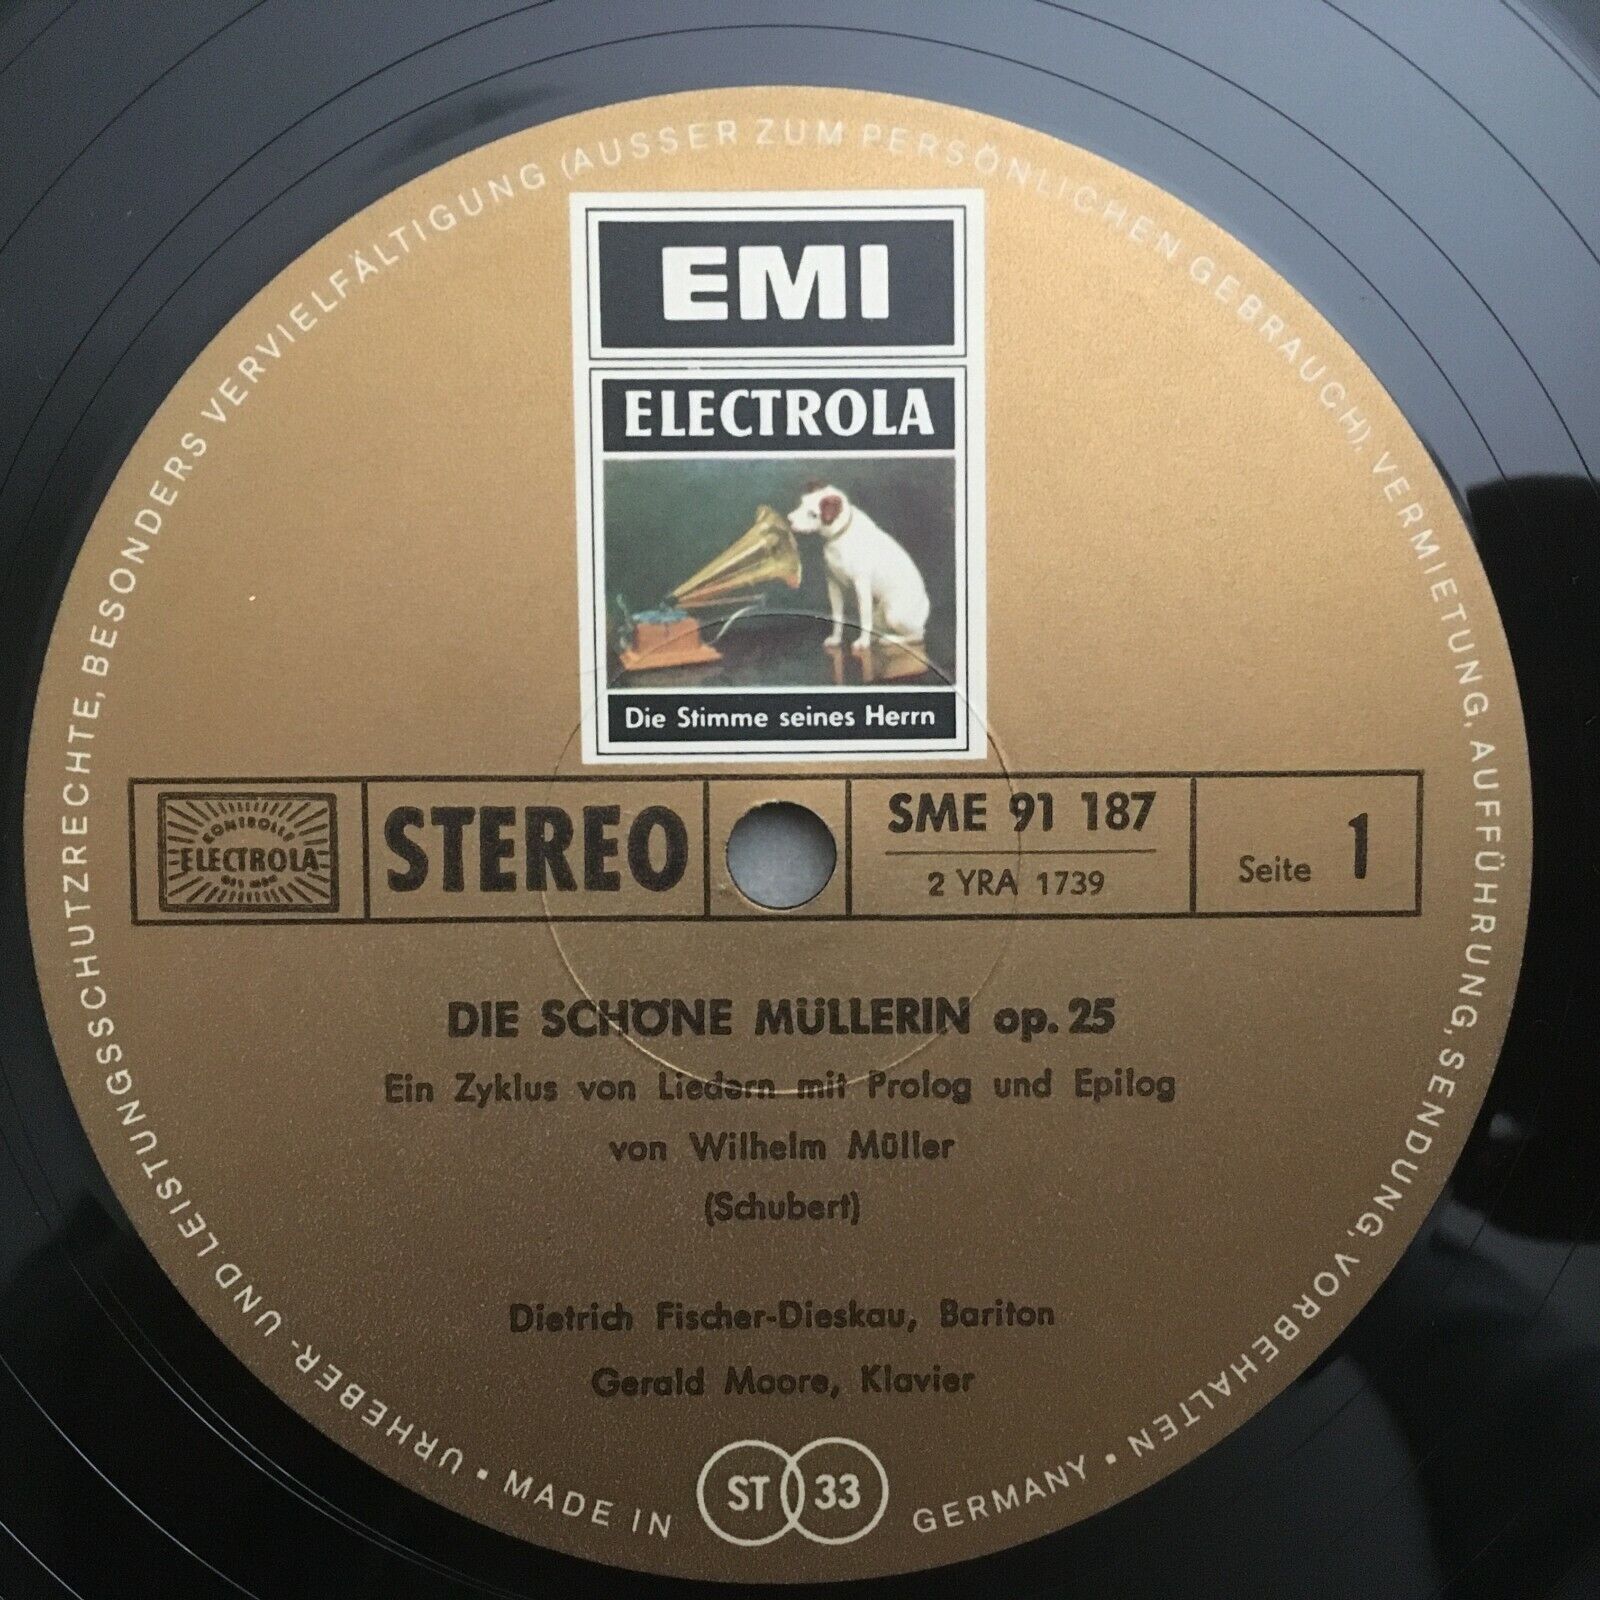 EMI
ELECTROLA
Die Stimme seines Herrn
KONTROLLE
ELECTROLA
STEREO
SME 91 187
2 YRA 1739
Seite 1
DIE SCHÖNE MÜLLERIN op. 25
Ein Zyklus von Liedern mit Prolog und Epilog
von Wilhelm Müller
(Schubert)
Dietrich Fischer-Dieskau, Bariton
Gerald Moore, Klavier
ST 33
URHEBER- UND LEISTUNGSSCHUTZRECHTE, BESONDERS VERVIELFÄLTIGUNG (AUSSER ZUM PERSÖNLICHEN GEBRAUCH), VERMIETUNG, AUFFÜHRUNG, SENDUNG, VORBEHALTEN •
MADE IN GERMANY •